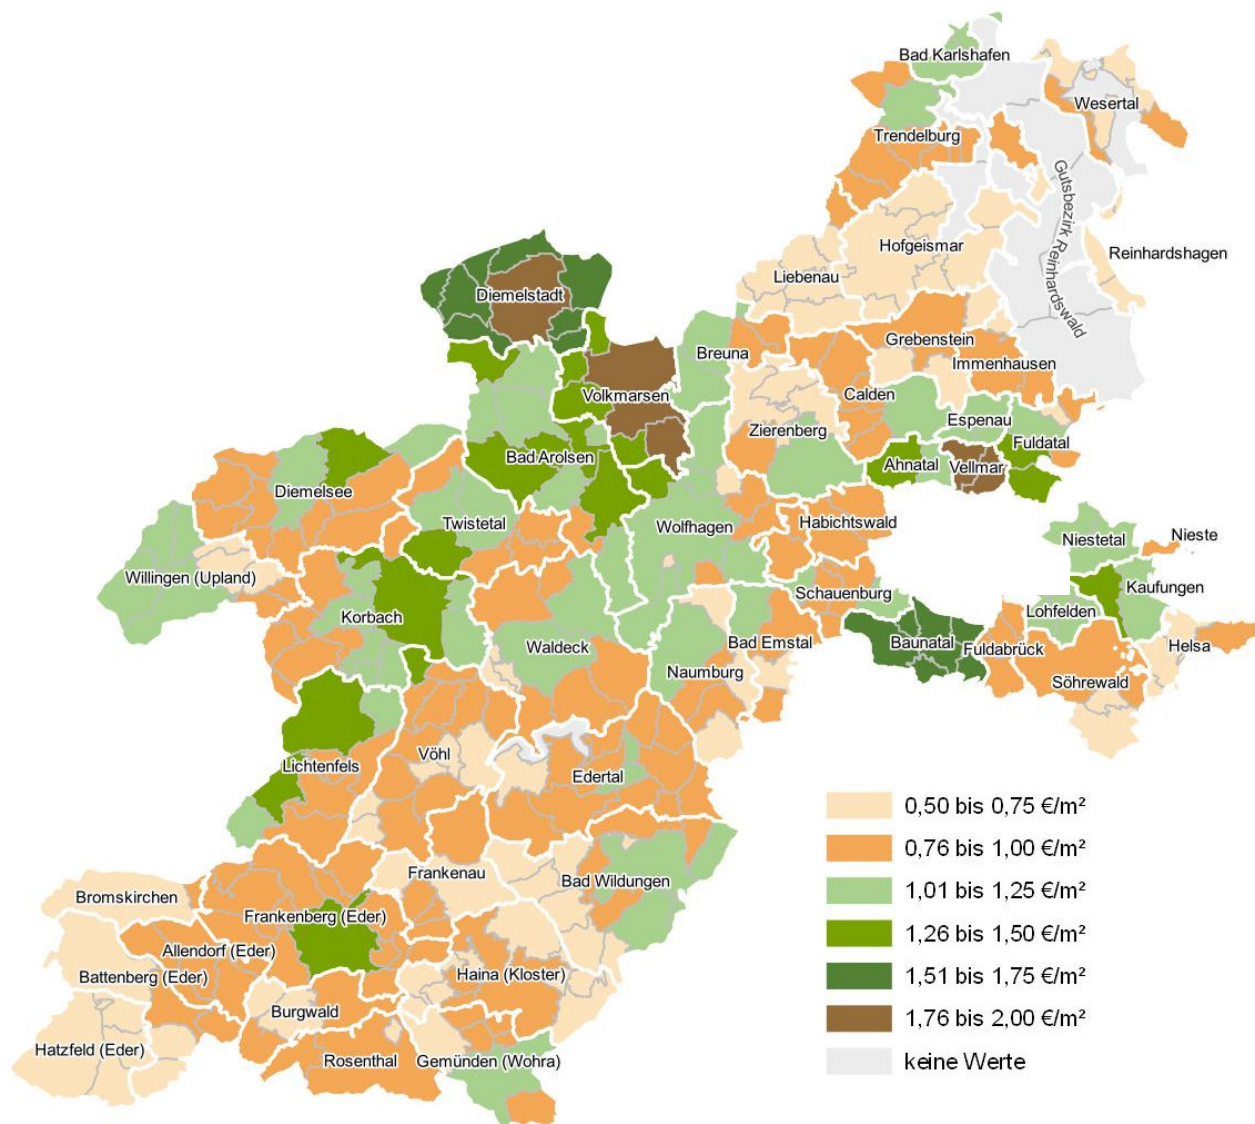 Bad Karlshafen
Wesertal
Trendelburg
Gutsbezirk Reinhardswald
Hofgeismar
Reinhardshagen
Liebenau
Diemelstadt
Grebenstein
Breuna
Immenhausen
Volkmarsen
Calden
Espenau
Zierenberg
Fuldatal
Bad Arolsen
Ahnatal
Vellmar
Diemelsee
Twistetal
Wolfhagen
Habichtswald
Nieste
Niestetal
Willingen (Upland)
Kaufungen
Schauenburg
Korbach
Lohfelden
Waldeck
Bad Emstal
Baunatal
Fuldabrück
Helsa
Naumburg
Söhrewald
Vöhl
Lichtenfels
Edertal
Frankenau
Bad Wildungen
Bromskirchen
Frankenberg (Eder)
Allendorf (Eder)
Battenberg (Eder)
Haina (Kloster)
Burgwald
Hatzfeld (Eder)
Rosenthal
Gemünden (Wohra)
0,50 bis 0,75 €/m²
0,76 bis 1,00 €/m²
1,01 bis 1,25 €/m²
1,26 bis 1,50 €/m²
1,51 bis 1,75 €/m²
1,76 bis 2,00 €/m²
keine Werte